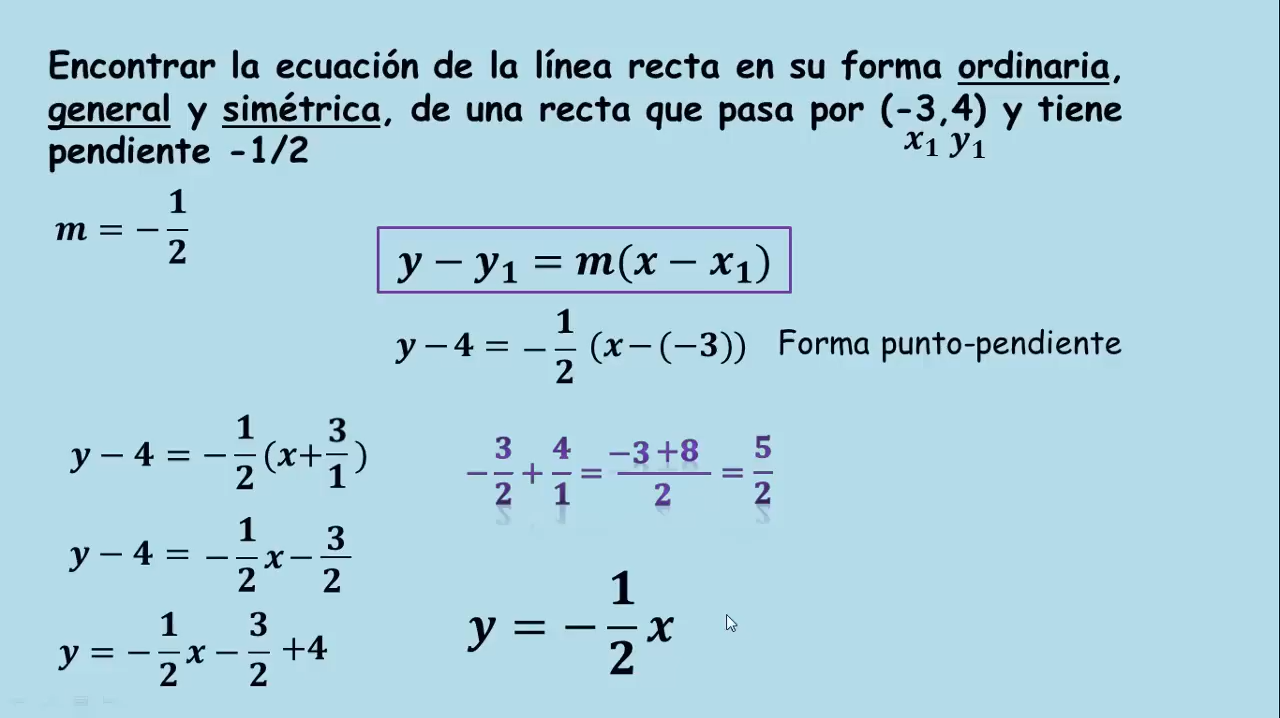 Encontrar la ecuación de la línea recta en su forma ordinaria,
general y simétrica, de una recta que pasa por (-3,4) y tiene
x₁ y₁
pendiente -1/2
m = −1/2
y − y₁ = m(x − x₁)
y − 4 = −1/2 (x − (−3)) Forma punto-pendiente
y − 4 = −1/2(x+3/1)
−3/2 + 4/1 = −3+8/2 = 5/2
y − 4 = −1/2x − 3/2
y = −1/2x − 3/2 +4
y = −1/2x